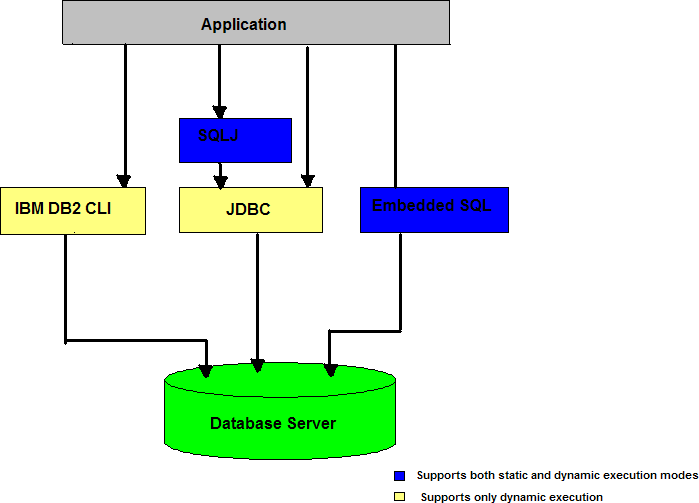 Application
SQLJ
IBM DB2 CLI
JDBC
Embedded SQL
Database Server
Supports both static and dynamic execution modes
Supports only dynamic execution